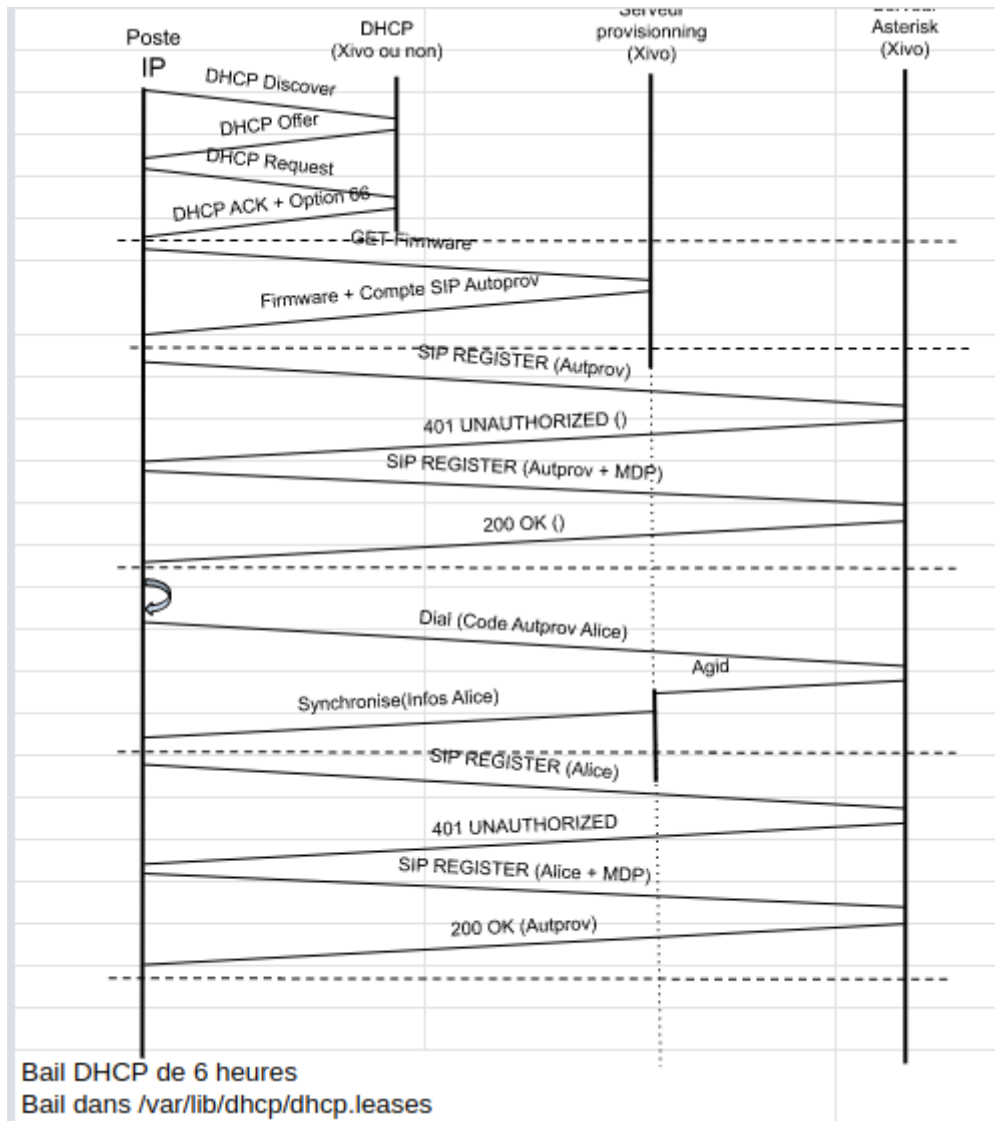 Poste
IP
DHCP
(Xivo ou non)
Serveur
provisionning
(Xivo)
Serveur
Asterisk
(Xivo)
DHCP Discover
DHCP Offer
DHCP Request
DHCP ACK + Option 66
GET Firmware
Firmware + Compte SIP Autoprov
SIP REGISTER (Autprov)
401 UNAUTHORIZED ()
SIP REGISTER (Autprov + MDP)
200 OK ()
Dial (Code Autprov Alice)
Agid
Synchronise(Infos Alice)
SIP REGISTER (Alice)
401 UNAUTHORIZED
SIP REGISTER (Alice + MDP)
200 OK (Autprov)
Bail DHCP de 6 heures
Bail dans /var/lib/dhcp/dhcp.leases